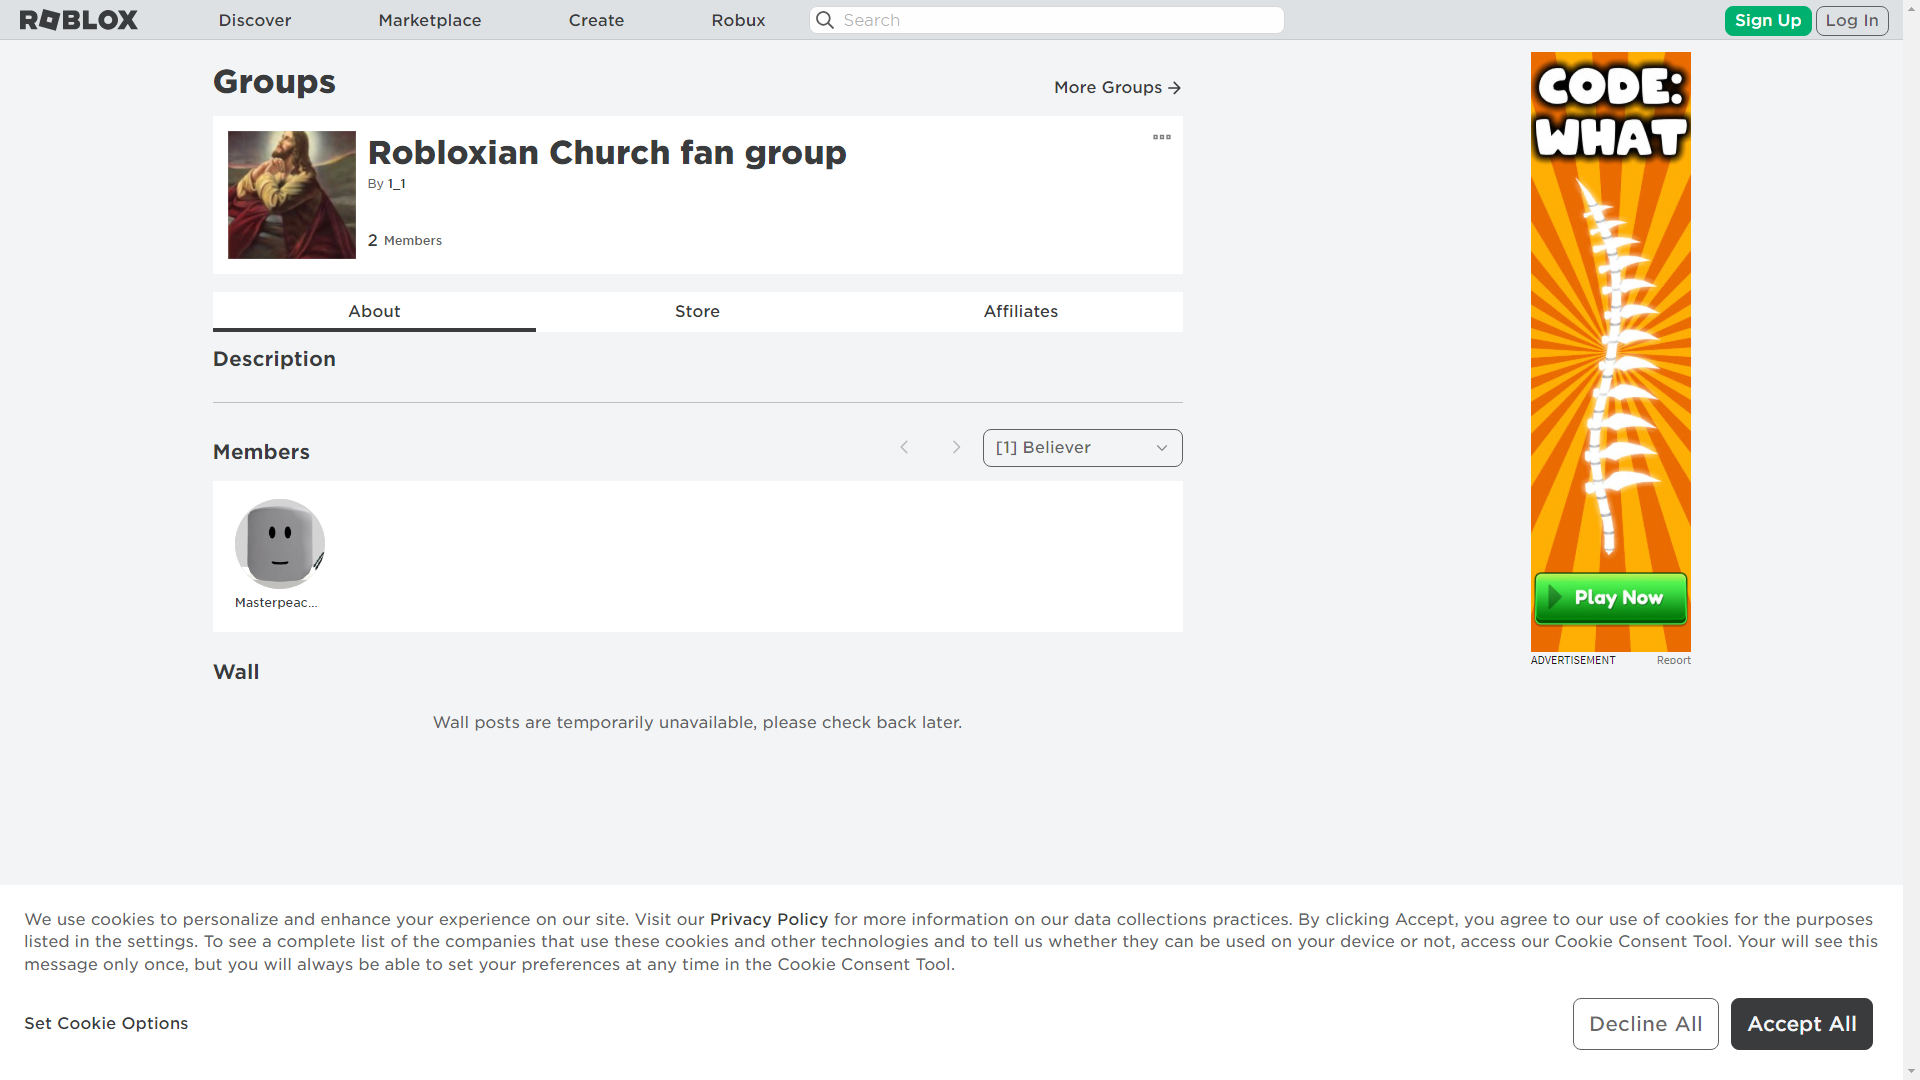 ROBLOX
Discover
Marketplace
Create
Robux
Search
Sign Up
Log In
Groups
More Groups
Robloxian Church fan group
By 1_1
2 Members
About
Store
Affiliates
Description
Members
[1] Believer
Masterpeac...
Wall
Wall posts are temporarily unavailable, please check back later.
CODE:
WHAT
Play Now
ADVERTISEMENT
Report
We use cookies to personalize and enhance your experience on our site. Visit our Privacy Policy for more information on our data collections practices. By clicking Accept, you agree to our use of cookies for the purposes
listed in the settings. To see a complete list of the companies that use these cookies and other technologies and to tell us whether they can be used on your device or not, access our Cookie Consent Tool. Your will see this
message only once, but you will always be able to set your preferences at any time in the Cookie Consent Tool.
Set Cookie Options
Decline All
Accept All